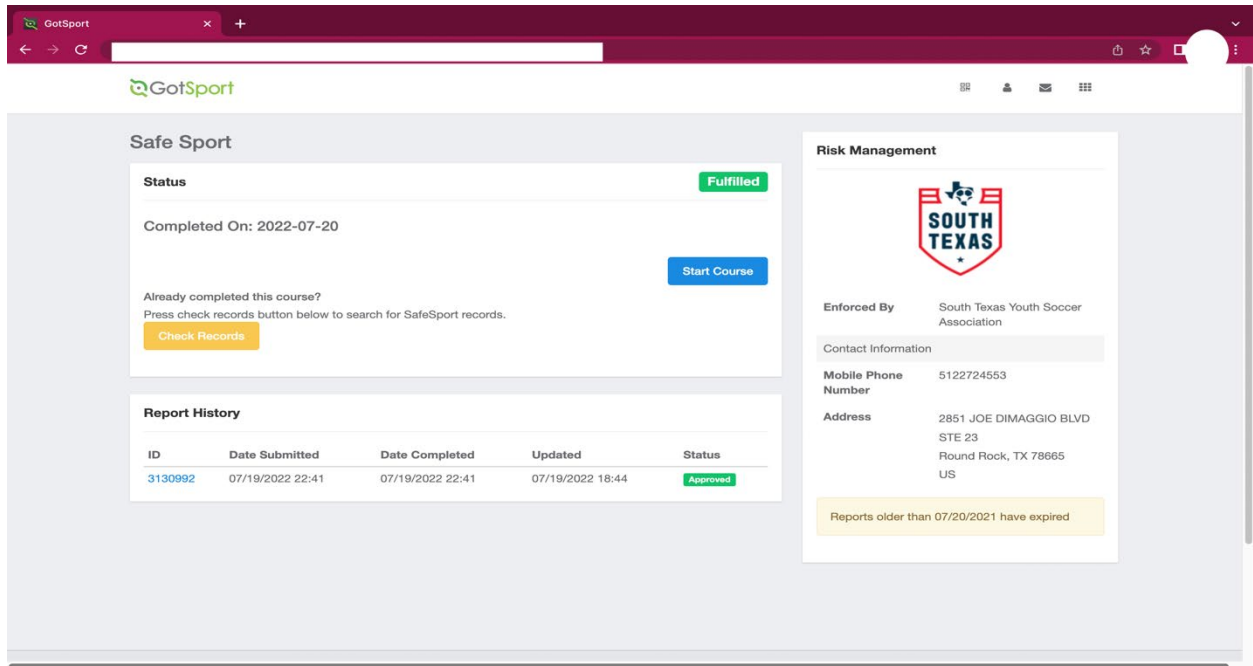 GotSport
GotSport
Safe Sport
Status Fulfilled
Completed On: 2022-07-20
Start Course
Already completed this course?
Press check records button below to search for SafeSport records.
Check Records
Report History
ID Date Submitted Date Completed Updated Status
3130992 07/19/2022 22:41 07/19/2022 22:41 07/19/2022 18:44 Approved
Risk Management
SOUTH
TEXAS
Enforced By South Texas Youth Soccer
Association
Contact Information
Mobile Phone 5122724553
Number
Address 2851 JOE DIMAGGIO BLVD
STE 23
Round Rock, TX 78665
US
Reports older than 07/20/2021 have expired